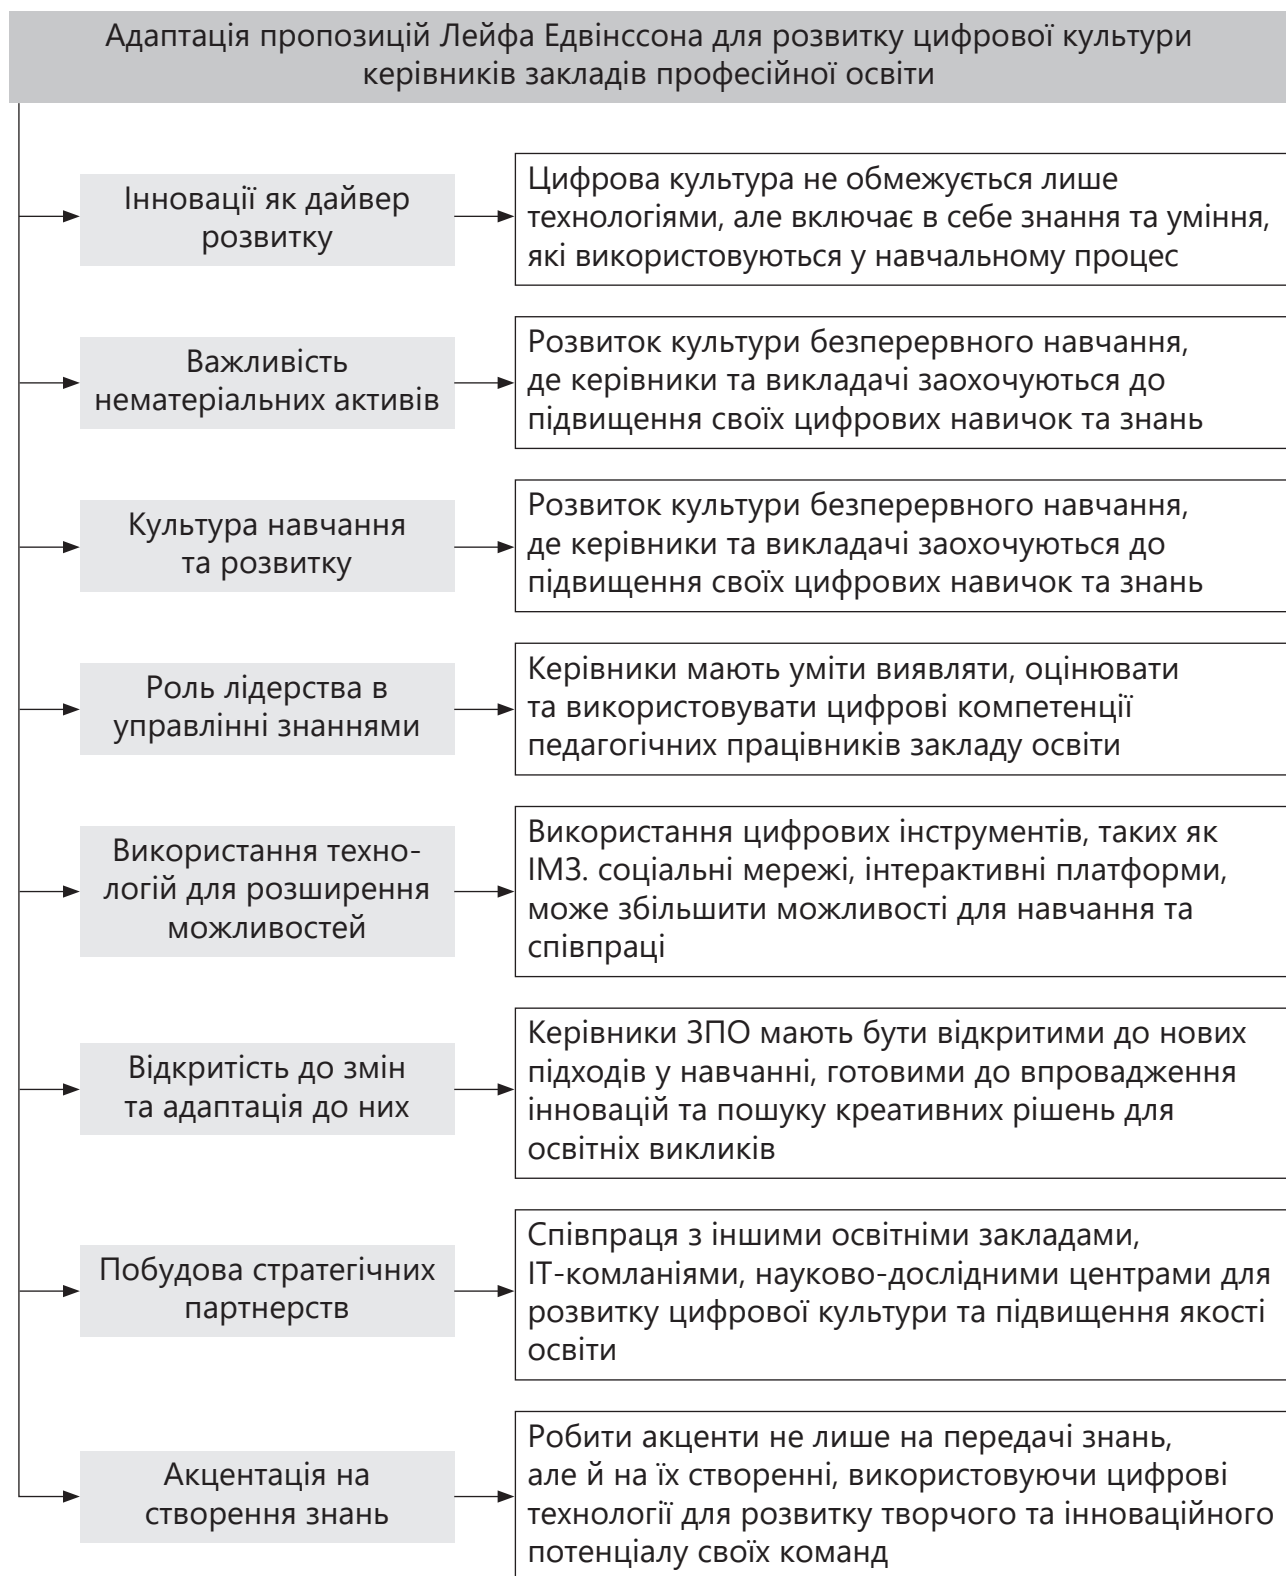 Адаптація пропозицій Лейфа Едвінссона для розвитку цифрової культури
керівників закладів професійної освіти
Інновації як дайвер
розвитку
Цифрова культура не обмежується лише
технологіями, але включає в себе знання та уміння,
які використовуються у навчальному процес
Важливість
нематеріальних активів
Розвиток культури безперервного навчання,
де керівники та викладачі заохочуються до
підвищення своїх цифрових навичок та знань
Культура навчання
та розвитку
Розвиток культури безперервного навчання,
де керівники та викладачі заохочуються до
підвищення своїх цифрових навичок та знань
Роль лідерства в
управлінні знаннями
Керівники мають уміти виявляти, оцінювати
та використовувати цифрові компетенції
педагогічних працівників закладу освіти
Використання техно-
логій для розширення
можливостей
Використання цифрових інструментів, таких як
ІМЗ. соціальні мережі, інтерактивні платформи,
може збільшити можливості для навчання та
співпраці
Відкритість до змін
та адаптація до них
Керівники ЗПО мають бути відкритими до нових
підходів у навчанні, готовими до впровадження
інновацій та пошуку креативних рішень для
освітніх викликів
Побудова стратегічних
партнерств
Співпраця з іншими освітніми закладами,
ІТ-комланіями, науково-дослідними центрами для
розвитку цифрової культури та підвищення якості
освіти
Акцентація на
створення знань
Робити акценти не лише на передачі знань,
але й на їх створенні, використовуючи цифрові
технології для розвитку творчого та інноваційного
потенціалу своїх команд